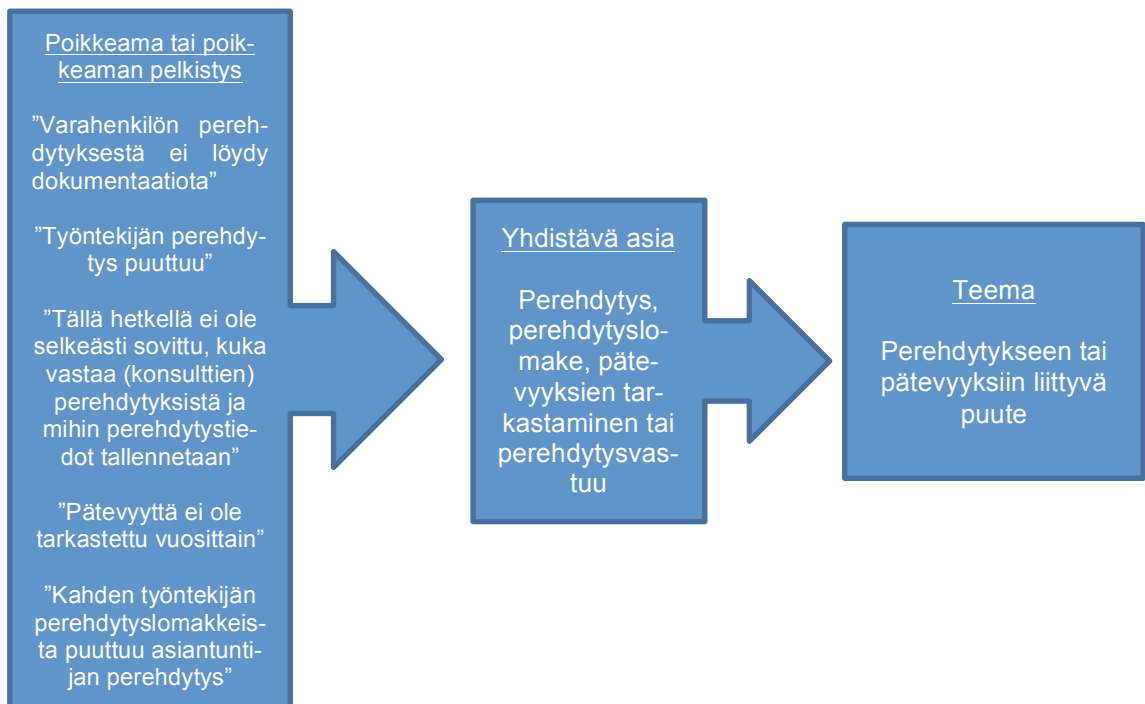 Poikkeama tai poik-
keaman pelkistys
”Varahenkilön pereh-
dytyksestä ei löydy
dokumentaatiota”
”Työntekijän perehdy-
tys puuttuu”
”Tällä hetkellä ei ole
selkeästi sovittu, kuka
vastaa (konsulttien)
perehdytyksistä ja
mihin perehdytystie-
dot tallennetaan”
”Pätevyyttä ei ole
tarkastettu vuosittain”
”Kahden työntekijän
perehdytyslomakkeis-
ta puuttuu asiantunti-
jan perehdytys”
Yhdistävä asia
Perehdytys,
perehdytyslo-
make, päte-
vyyksien tar-
kastaminen tai
perehdytysvas-
tuu
Teema
Perehdytykseen tai
pätevyyksiin liittyvä
puute